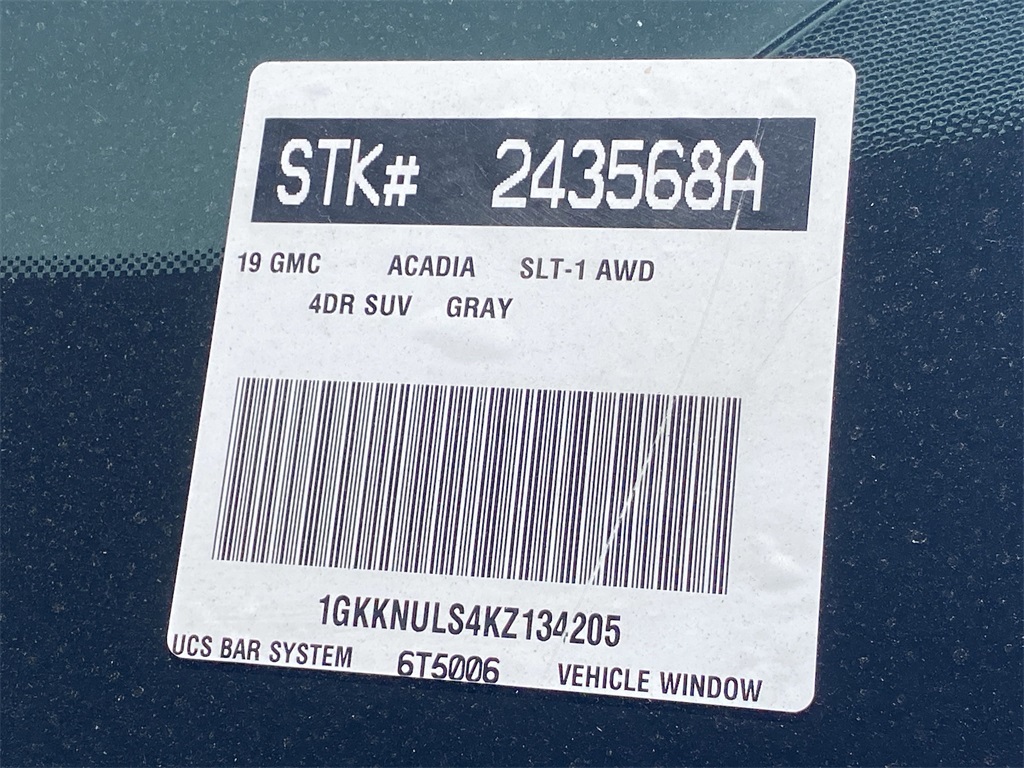 STK# 243568A
19 GMC ACADIA SLT-1 AWD
4DR SUV GRAY
1GKKNULS4KZ134205
UCS BAR SYSTEM 6T5006 VEHICLE WINDOW